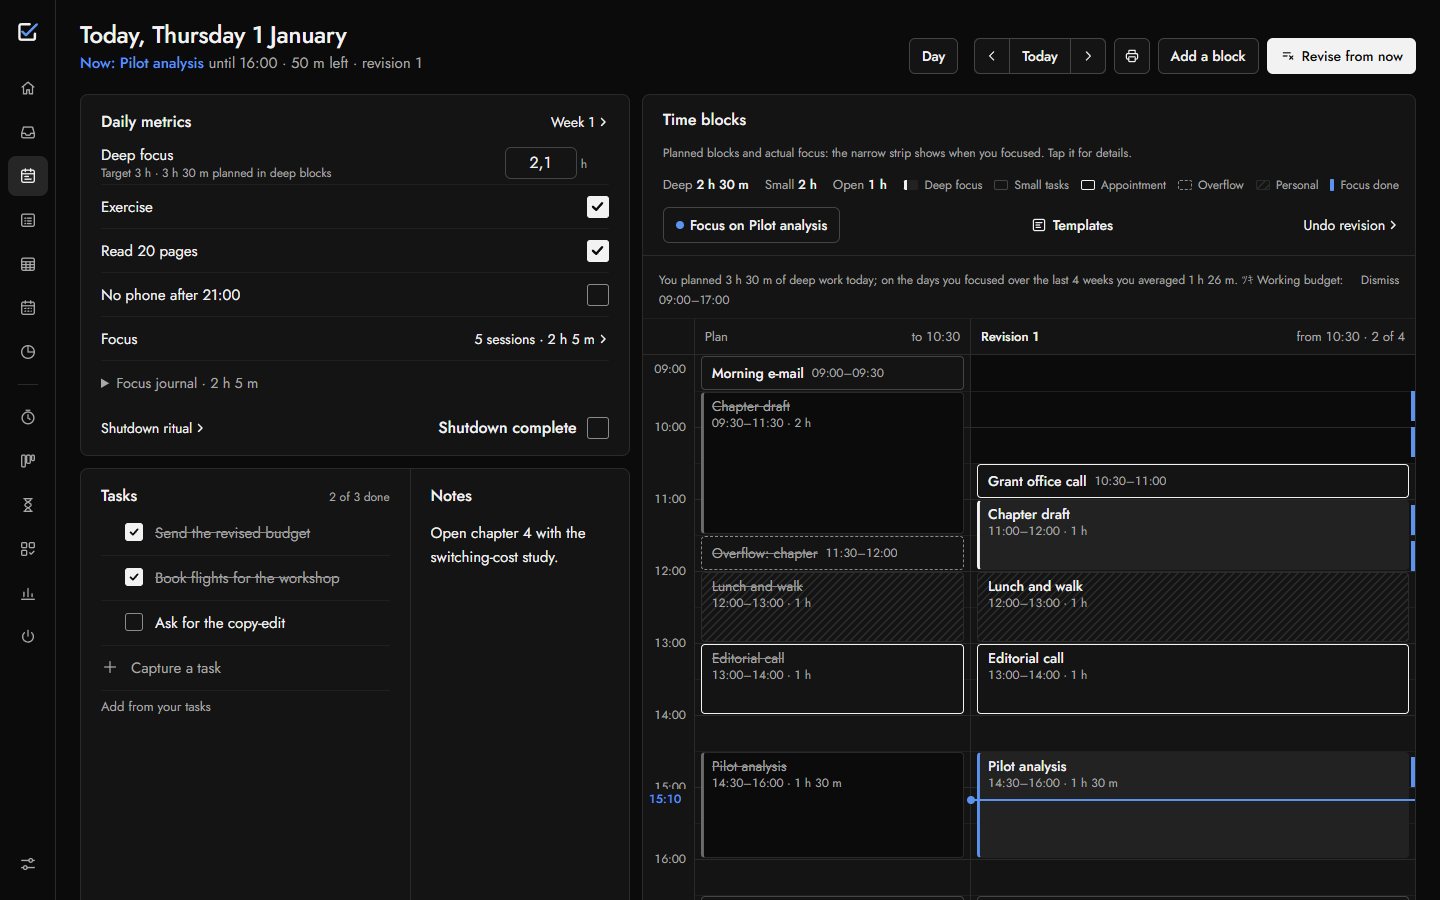 Today, Thursday 1 January
Now: Pilot analysis until 16:00 · 50 m left · revision 1
Day
Today
Add a block
Revise from now
Daily metrics
Week 1
Deep focus
Target 3 h · 3 h 30 m planned in deep blocks
2,1 h
Exercise
Read 20 pages
No phone after 21:00
Focus
5 sessions · 2 h 5 m
Focus journal · 2 h 5 m
Shutdown ritual
Shutdown complete
Tasks
2 of 3 done
Send the revised budget
Book flights for the workshop
Ask for the copy-edit
Capture a task
Add from your tasks
Notes
Open chapter 4 with the
switching-cost study.
Time blocks
Planned blocks and actual focus: the narrow strip shows when you focused. Tap it for details.
Deep 2 h 30 m Small 2 h Open 1 h Deep focus Small tasks Appointment Overflow Personal Focus done
Focus on Pilot analysis
Templates
Undo revision
You planned 3 h 30 m of deep work today; on the days you focused over the last 4 weeks you averaged 1 h 26 m. Working budget:
09:00–17:00
Dismiss
Plan
to 10:30
Revision 1
from 10:30 · 2 of 4
09:00
10:00
11:00
12:00
13:00
14:00
15:00
15:10
16:00
Morning e-mail 09:00–09:30
Chapter draft
09:30–11:30 · 2 h
Overflow: chapter 11:30–12:00
Lunch and walk
12:00–13:00 · 1 h
Editorial call
13:00–14:00 · 1 h
Pilot analysis
14:30–16:00 · 1 h 30 m
Grant office call 10:30–11:00
Chapter draft
11:00–12:00 · 1 h
Lunch and walk
12:00–13:00 · 1 h
Editorial call
13:00–14:00 · 1 h
Pilot analysis
14:30–16:00 · 1 h 30 m